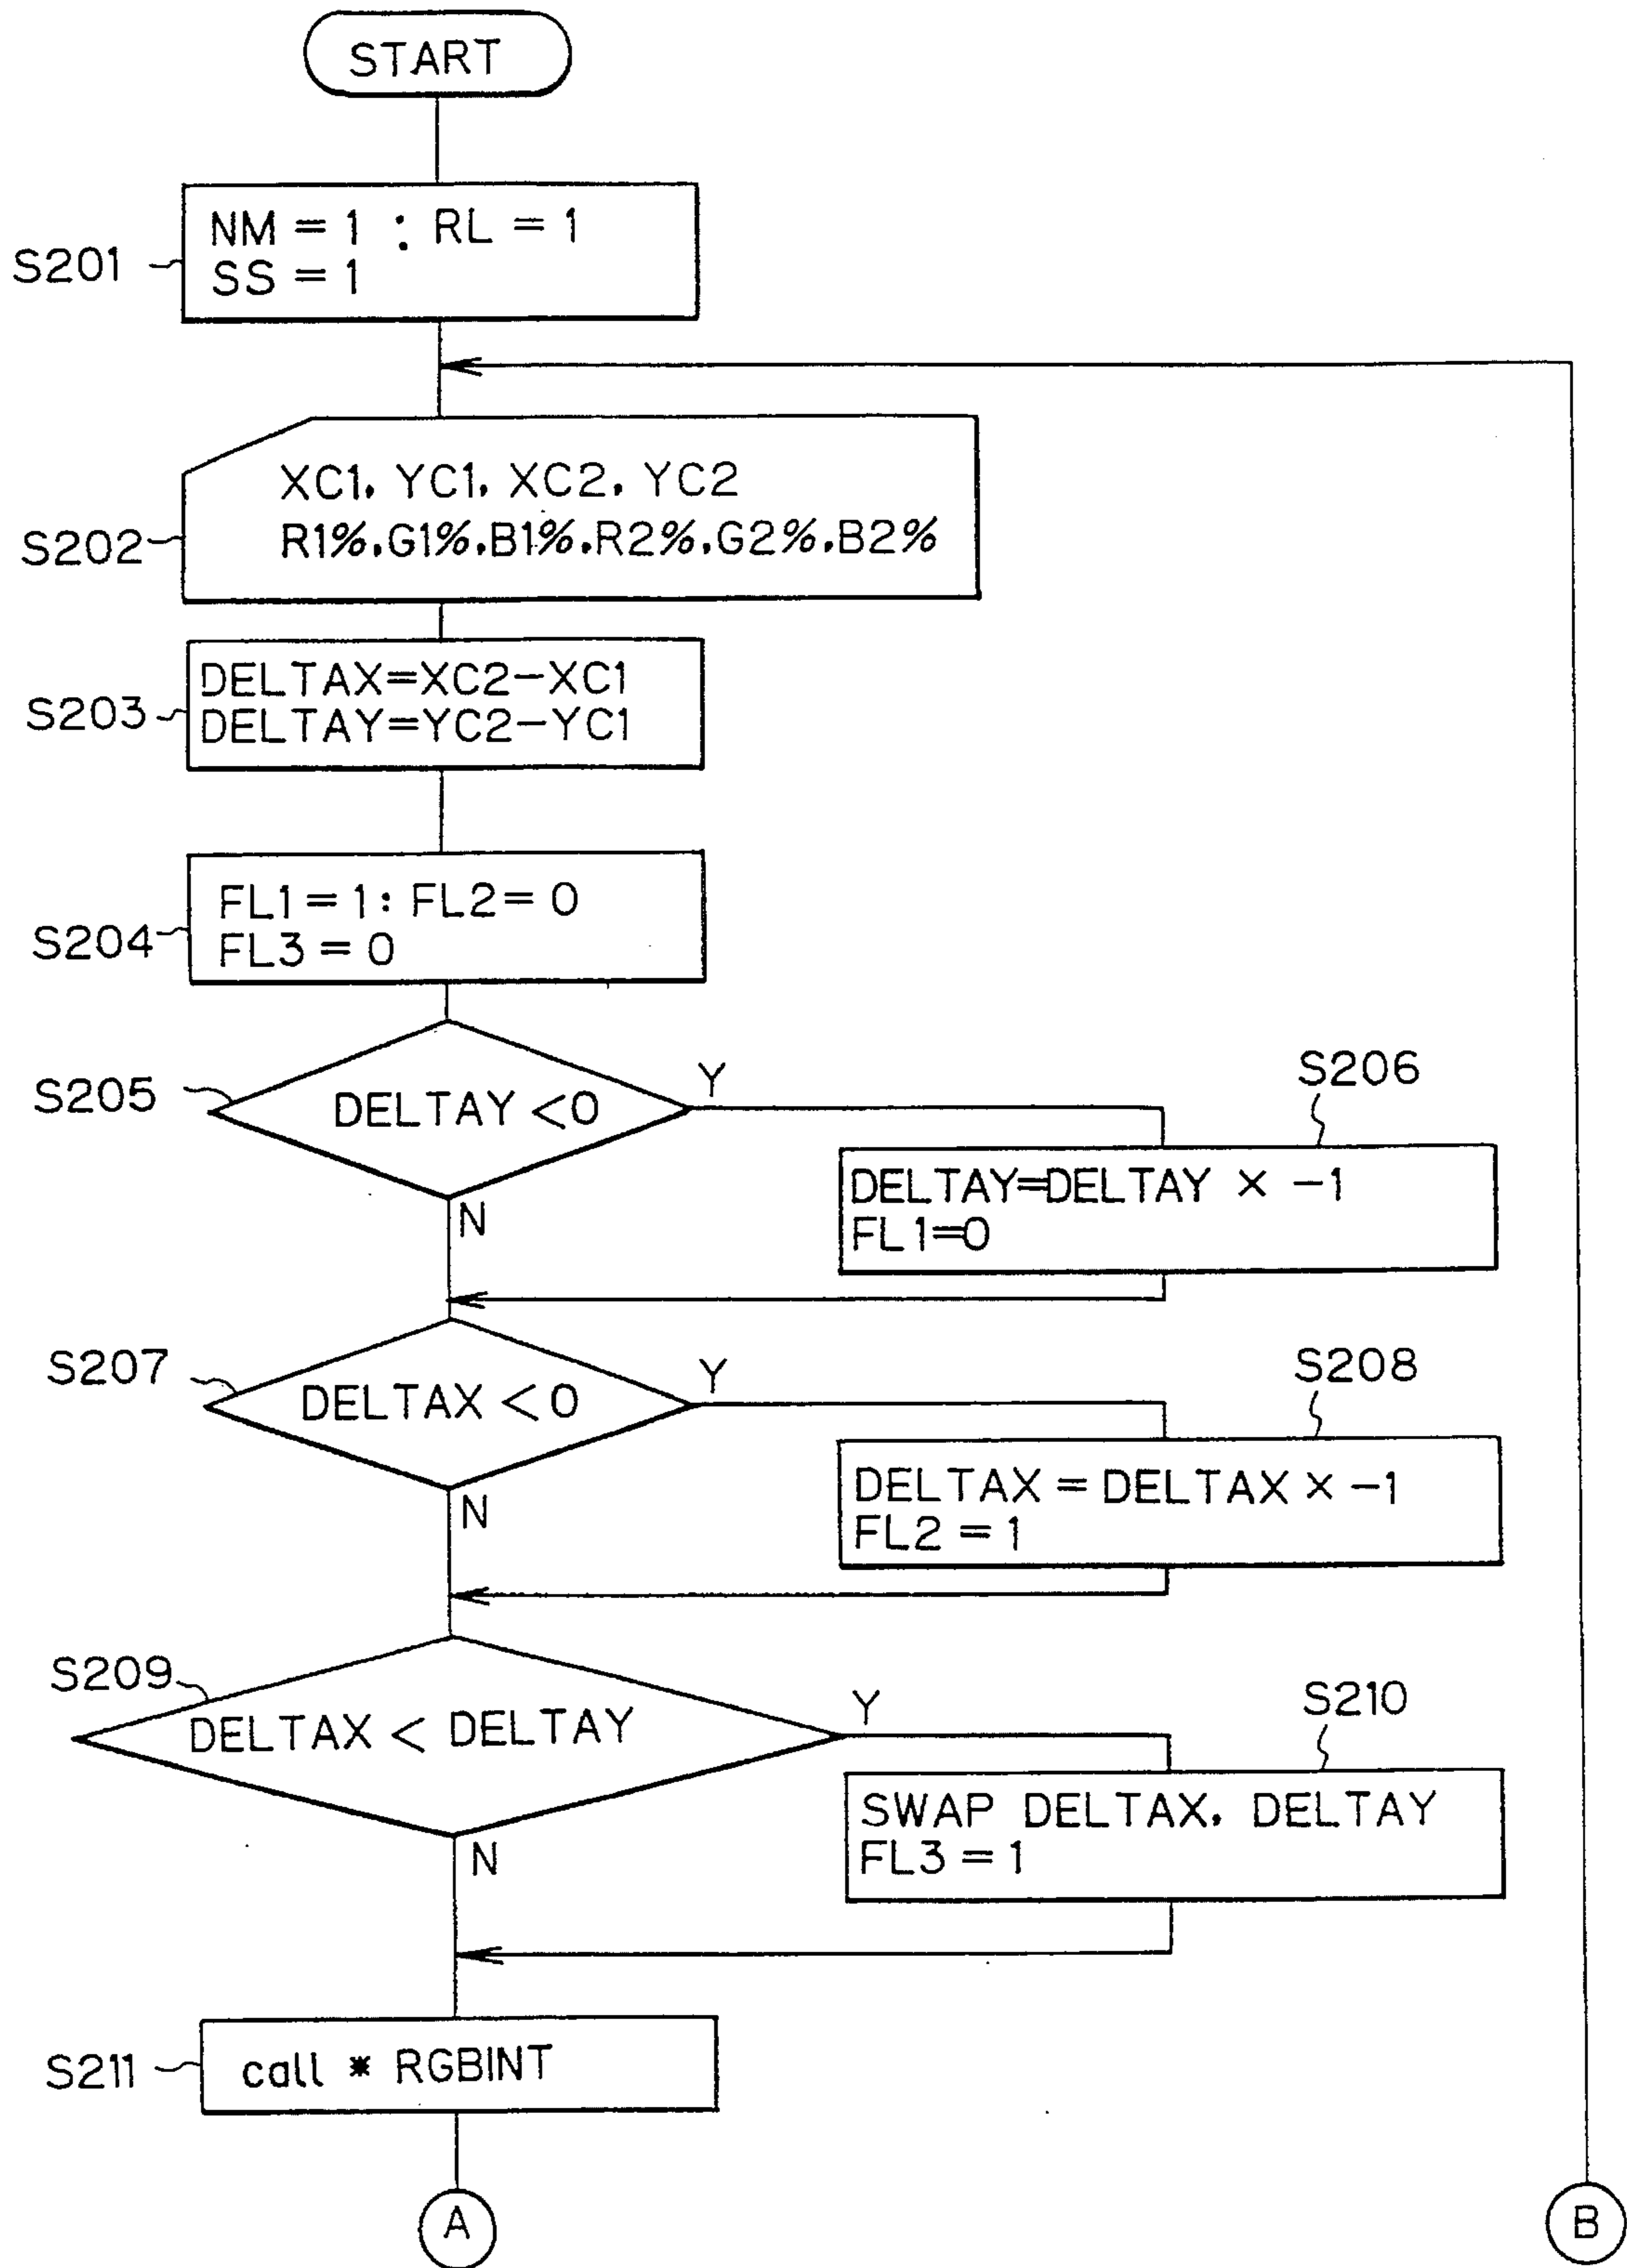 START
S201
NM = 1 : RL = 1
SS = 1
S202
XC1, YC1, XC2, YC2
R1%,G1%,B1%,R2%,G2%,B2%
S203
DELTAX=XC2-XC1
DELTAY=YC2-YC1
S204
FL1 = 1: FL2 = 0
FL3 = 0
S205
DELTAY <0
Y
N
S206
DELTAY=DELTAY × -1
FL1=0
S207
DELTAX <0
Y
N
S208
DELTAX = DELTAX × -1
FL2 = 1
S209
DELTAX < DELTAY
Y
N
S210
SWAP DELTAX, DELTAY
FL3 = 1
S211
call * RGBINT
A
B